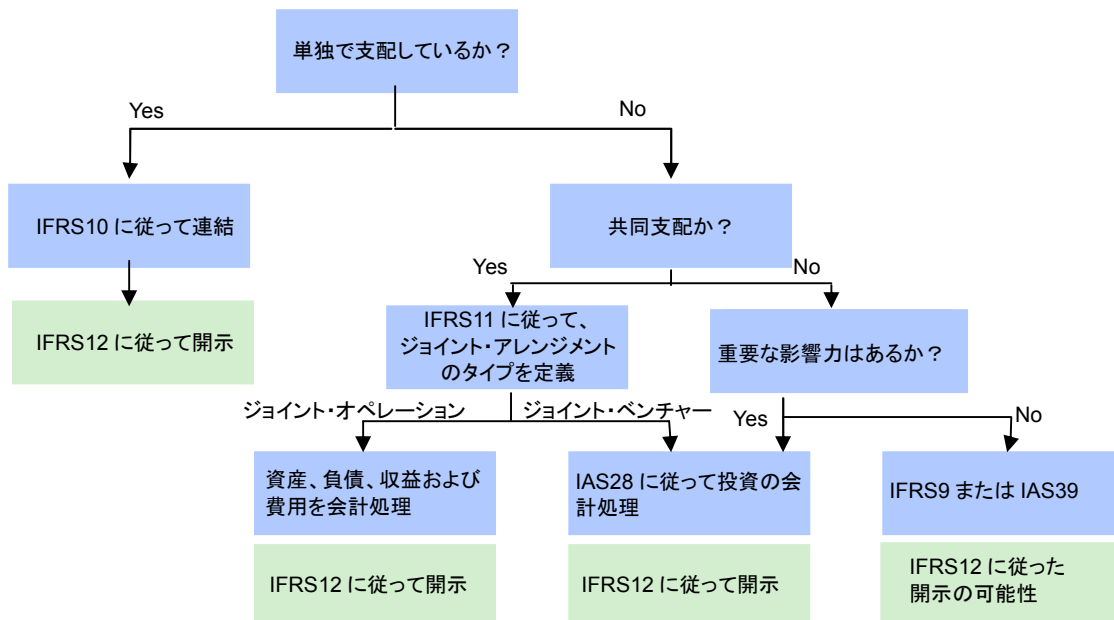 単独で支配しているか？
Yes
No
IFRS10 に従って連結
共同支配か？
IFRS12 に従って開示
Yes
No
IFRS11 に従って、
ジョイント・アレンジメント
のタイプを定義
重要な影響力はあるか？
ジョイント・オペレーション
ジョイント・ベンチャー
Yes
No
資産、負債、収益および
費用を会計処理
IAS28 に従って投資の会
計処理
IFRS9 または IAS39
IFRS12 に従って開示
IFRS12 に従って開示
IFRS12 に従った
開示の可能性